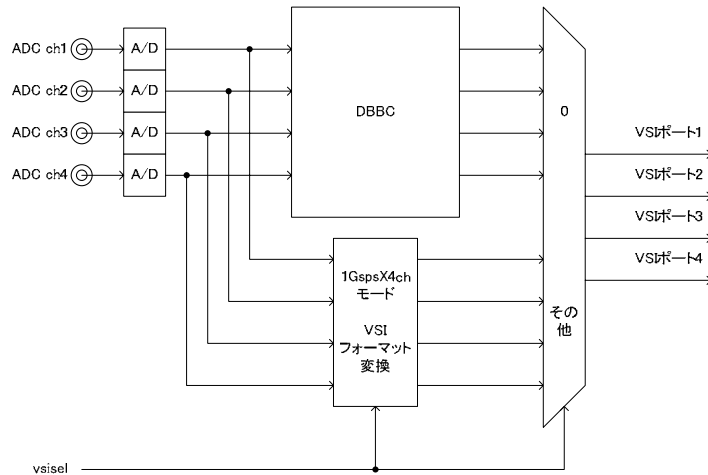 ADC ch1
A/D
ADC ch2
A/D
ADC ch3
A/D
ADC ch4
A/D
DBBC
0
VSIポート1
VSIポート2
VSIポート3
VSIポート4
1GspsX4ch
モード
VSI
フォーマット
変換
その
他
vsisel